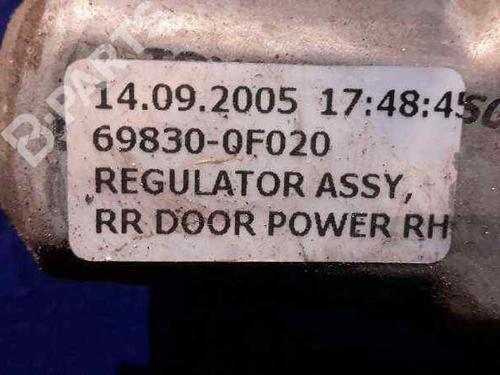 14.09.2005 17:48:45
69830-0F020
REGULATOR ASSY,
RR DOOR POWER RH
B-PARTS